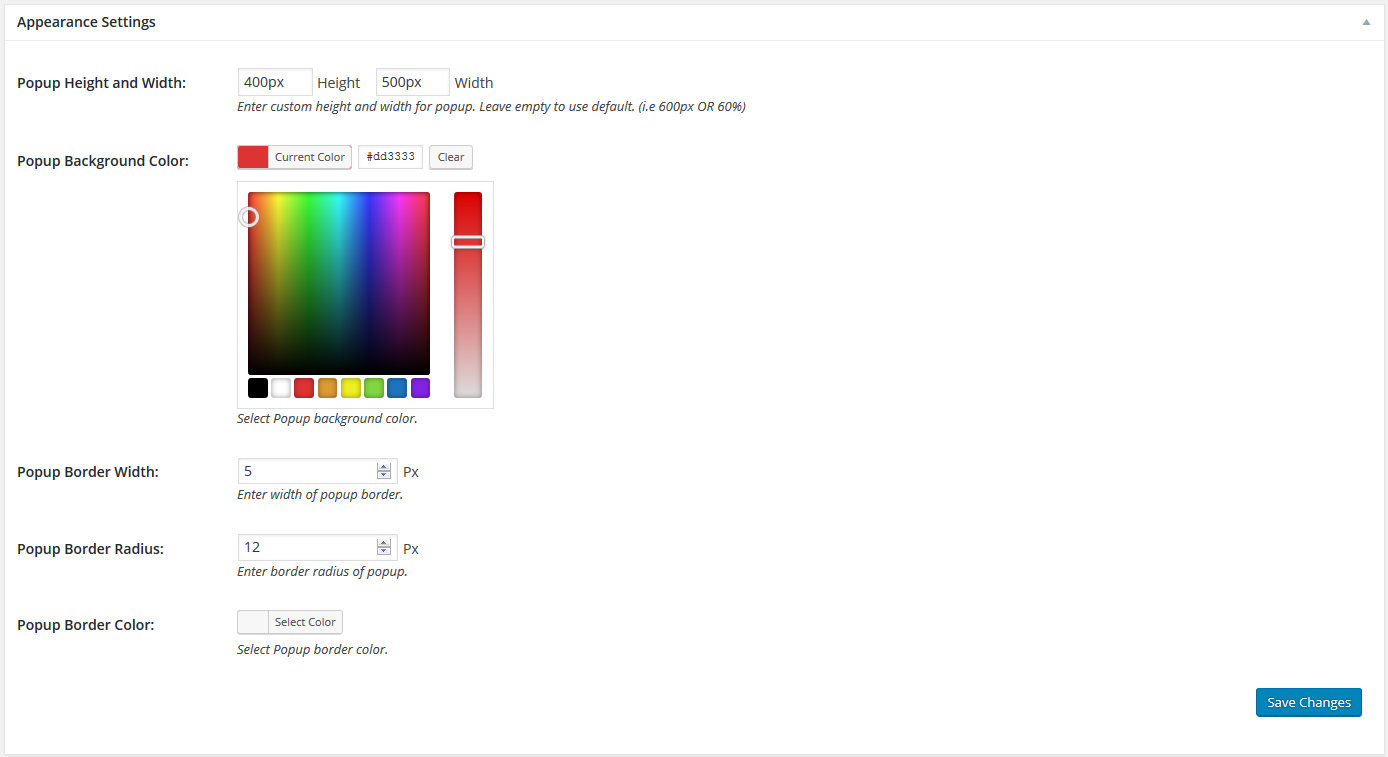 Appearance Settings
Popup Height and Width: 400px Height 500px Width
Enter custom height and width for popup. Leave empty to use default. (i.e 600px OR 60%)
Popup Background Color: Current Color #dd3333 Clear
Select Popup background color.
Popup Border Width: 5 Px
Enter width of popup border.
Popup Border Radius: 12 Px
Enter border radius of popup.
Popup Border Color: Select Color
Select Popup border color.
Save Changes